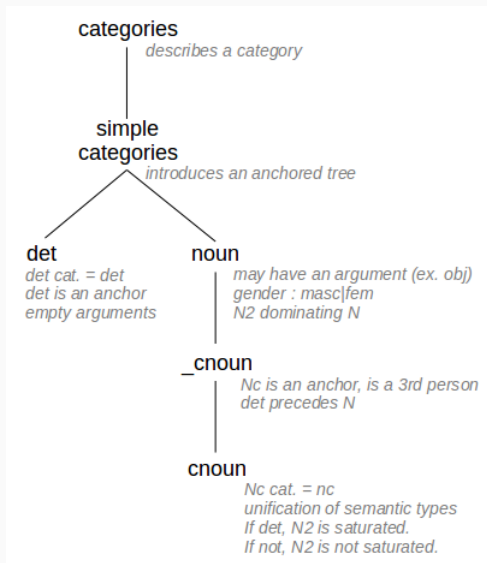 categories
describes a category
simple
categories
introduces an anchored tree
det
det cat. = det
det is an anchor
empty arguments
noun
may have an argument (ex. obj)
gender : masc|fem
N2 dominating N
_cnoun
Nc is an anchor, is a 3rd person
det precedes N
cnoun
Nc cat. = nc
unification of semantic types
If det, N2 is saturated.
If not, N2 is not saturated.